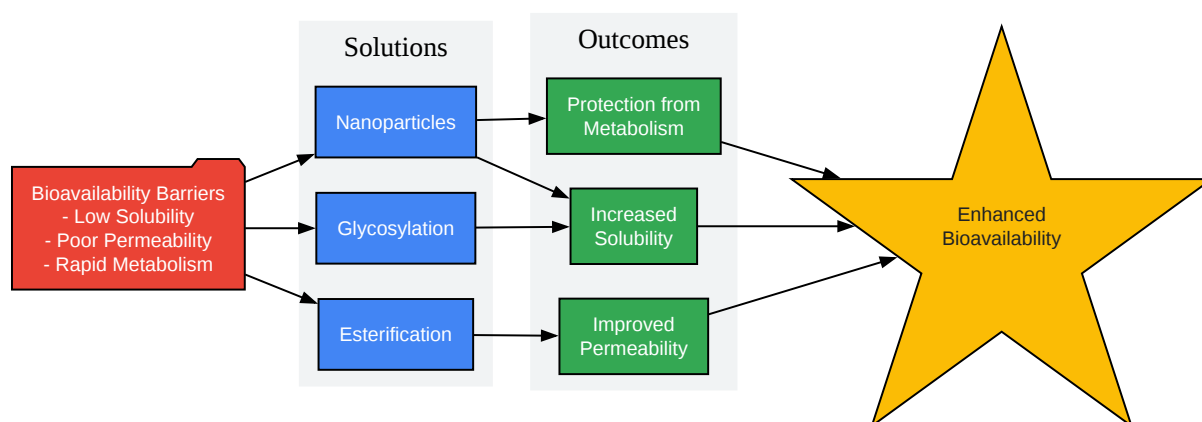 Solutions
Outcomes
Nanoparticles
Protection from
Metabolism
Bioavailability Barriers
- Low Solubility
- Poor Permeability
- Rapid Metabolism
Glycosylation
Increased
Solubility
Enhanced
Bioavailability
Esterification
Improved
Permeability